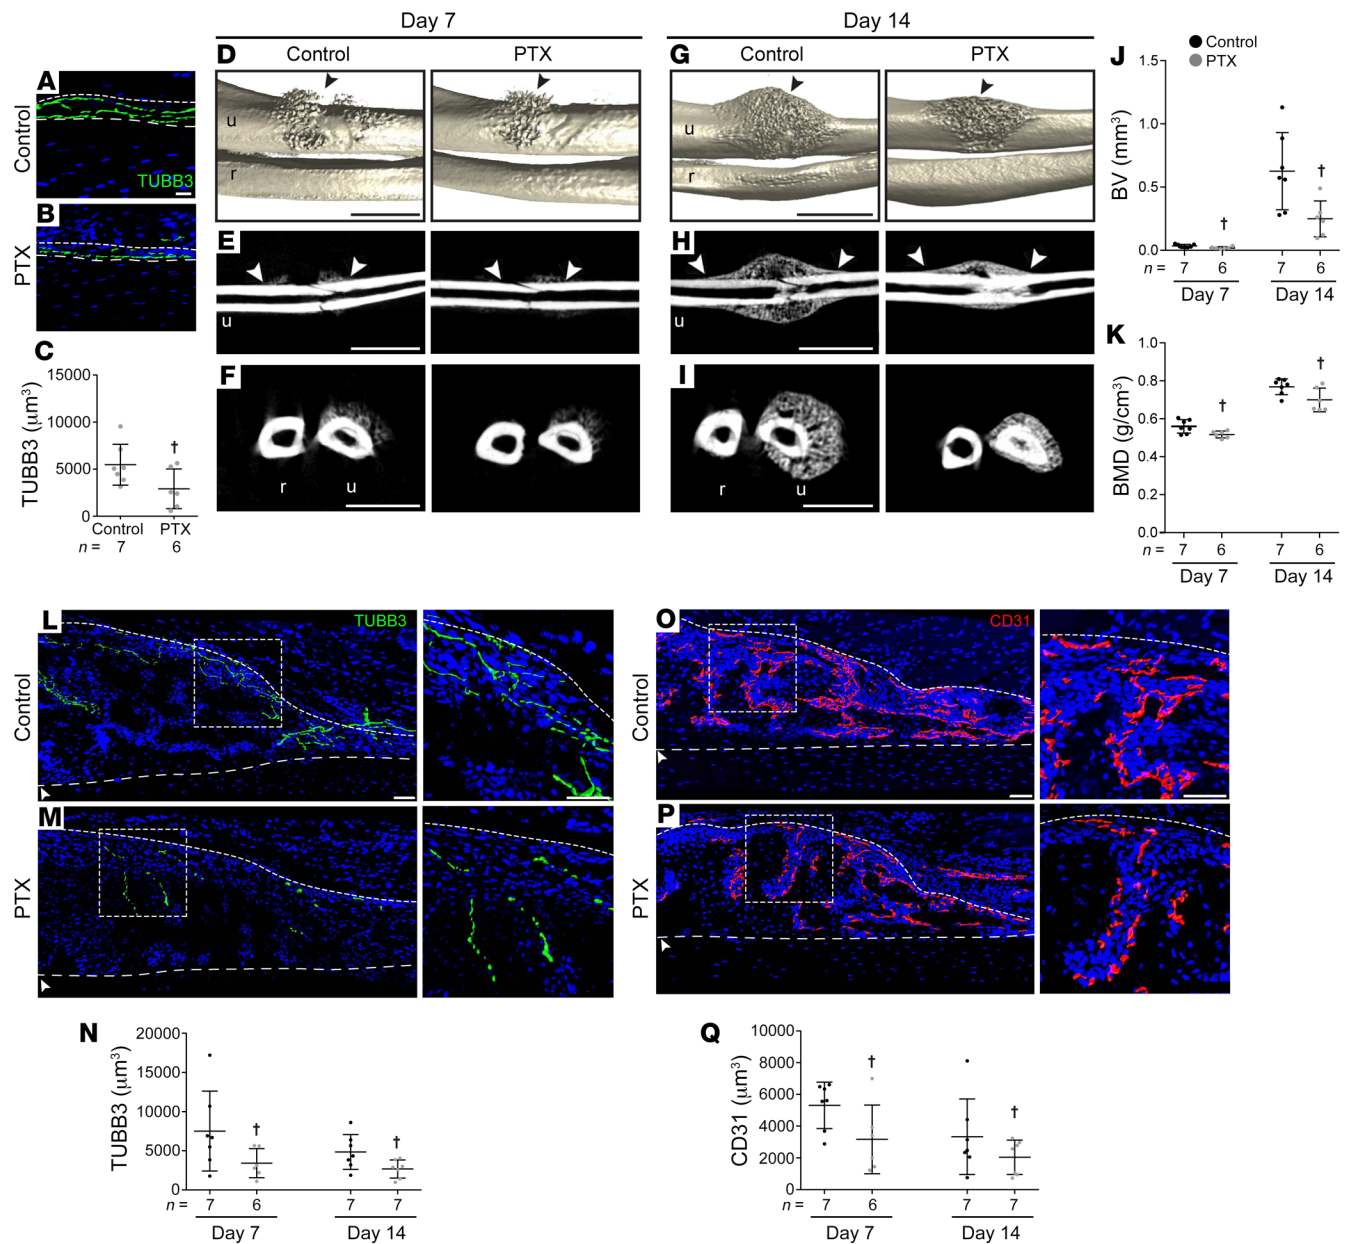 Day 7
Day 14
D Control PTX
G Control PTX
Control
PTX
J
1.5
1.0
0.5
0.0
BV (mm³)
†
†
n = 7 6 7 6
Day 7 Day 14
A
Control
TUBB3
B
PTX
u
r
u
r
E
u
H
u
F
r u
I
r u
C
15000
10000
5000
0
TUBB3 (μm³)
†
Control PTX
n = 7 6
K
1.0
0.8
0.6
0.4
0.2
0.0
BMD (g/cm³)
†
†
n = 7 6 7 6
Day 7 Day 14
L TUBB3
Control
M
PTX
O CD31
Control
P
PTX
N
20000
15000
10000
5000
0
TUBB3 (μm³)
†
†
n = 7 6 7 7
Day 7 Day 14
Q
10000
8000
6000
4000
2000
0
CD31 (μm³)
†
†
n = 7 6 7 7
Day 7 Day 14